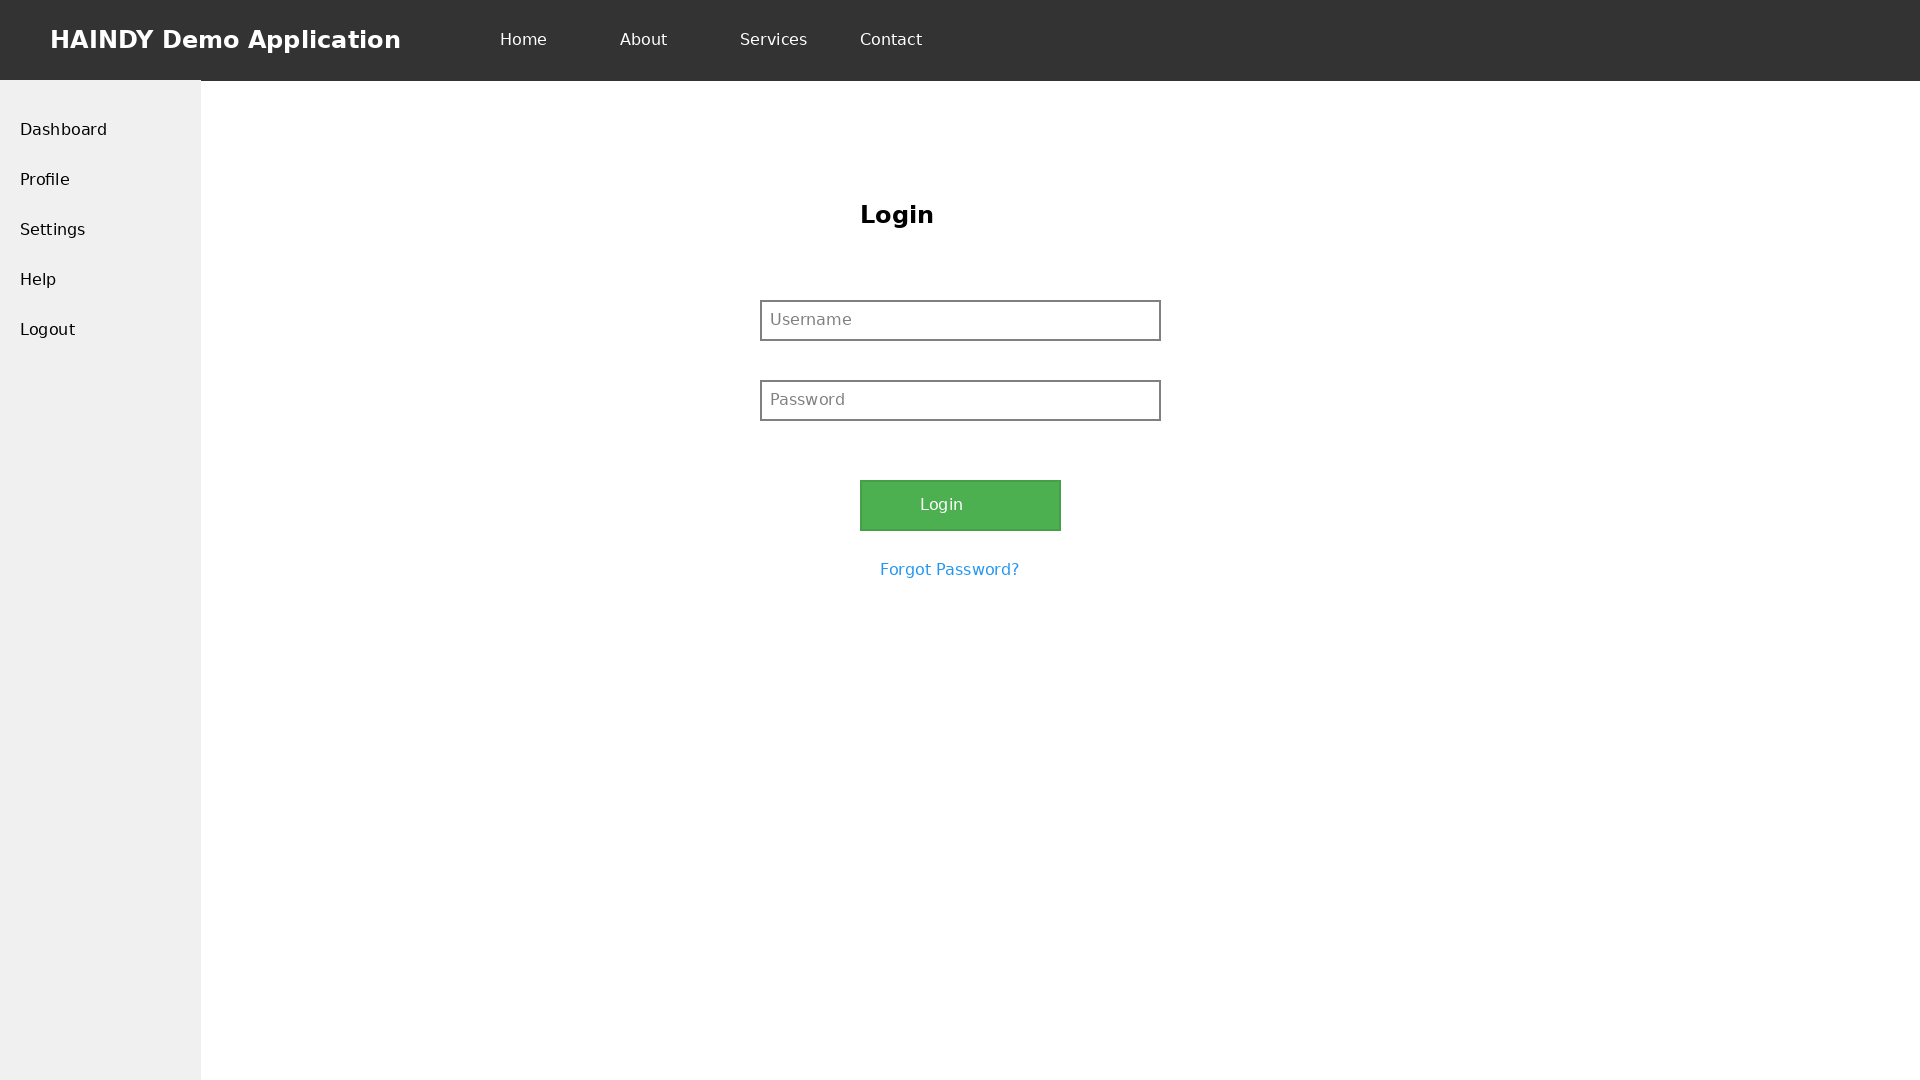 HAINDY Demo Application
Home About Services Contact
Dashboard
Profile
Settings
Help
Logout
Login
Username
Password
Login
Forgot Password?